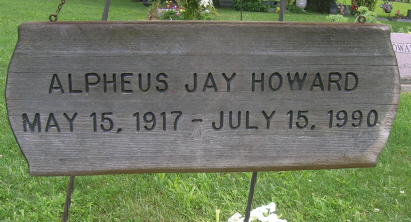 ALPHEUS JAY HOWARD
MAY 15, 1917 - JULY 15, 1990